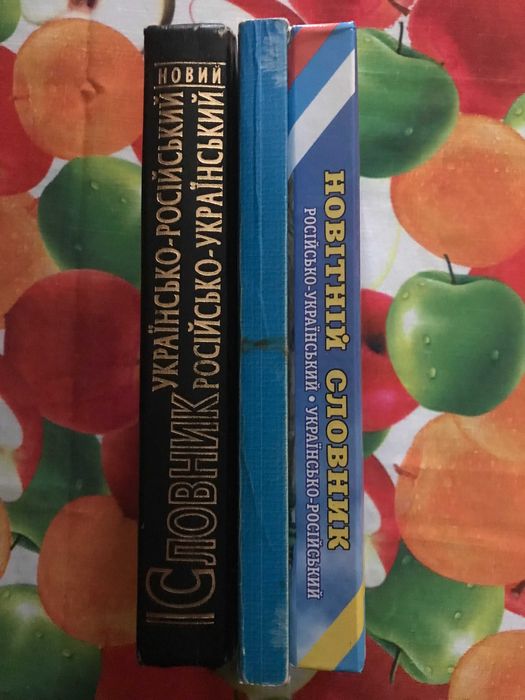 НОВИЙ
УКРАЇНСЬКО-РОСІЙСЬКИЙ
РОСІЙСЬКО-УКРАЇНСЬКИЙ
СЛОВНИК
НОВІТНІЙ СЛОВНИК
РОСІЙСЬКО-УКРАЇНСЬКИЙ • УКРАЇНСЬКО-РОСІЙСЬКИЙ